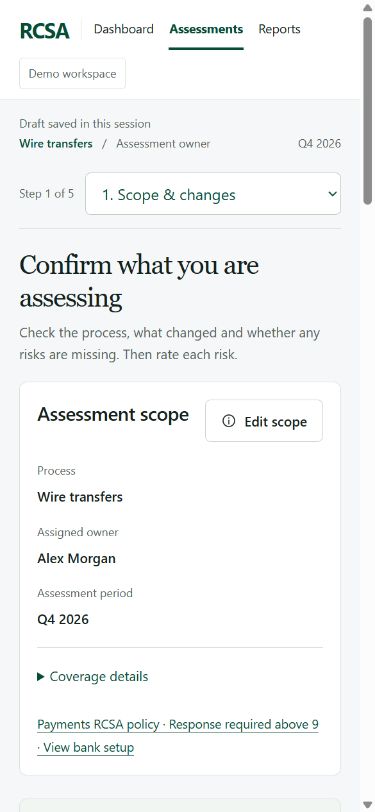 RCSA Dashboard Assessments Reports
Demo workspace
Draft saved in this session
Wire transfers / Assessment owner Q4 2026
Step 1 of 5 1. Scope & changes
Confirm what you are
assessing
Check the process, what changed and whether any
risks are missing. Then rate each risk.
Assessment scope Edit scope
Process
Wire transfers
Assigned owner
Alex Morgan
Assessment period
Q4 2026
Coverage details
Payments RCSA policy · Response required above 9
· View bank setup